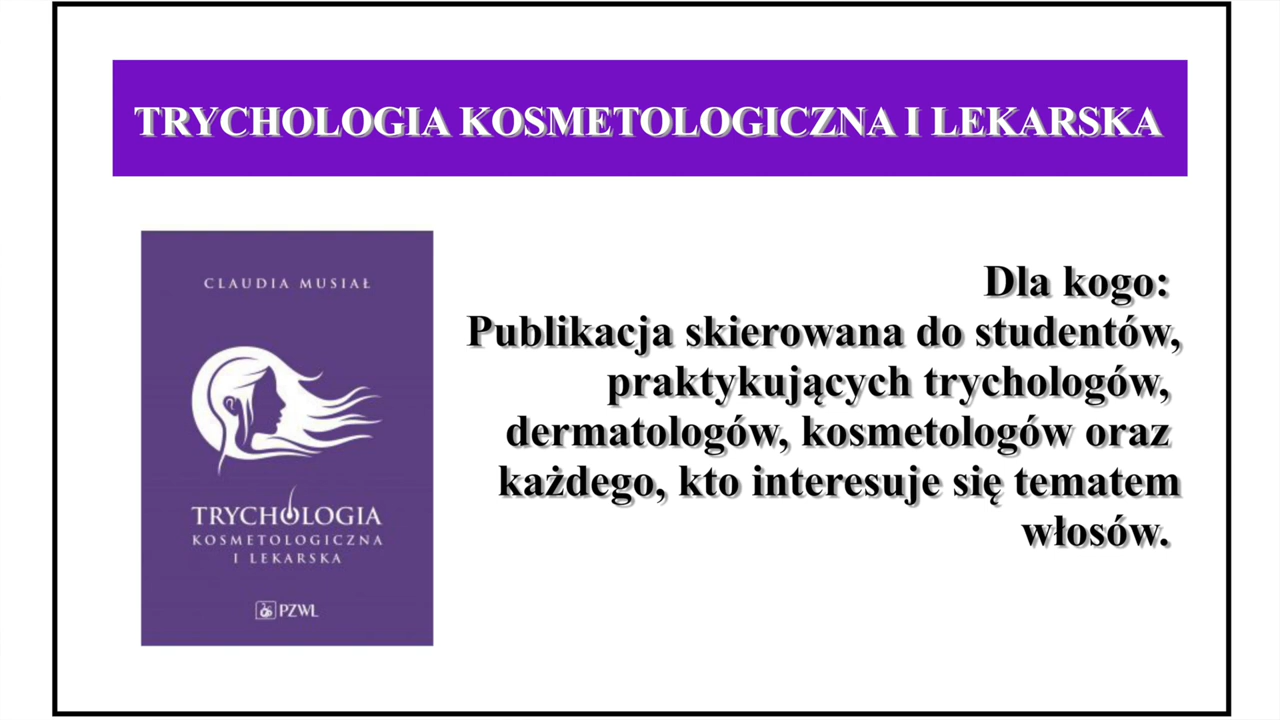 TRYCHOLOGIA KOSMETOLOGICZNA I LEKARSKA
CLAUDIA MUSIAŁ
TRYCHOLOGIA
KOSMETOLOGICZNA
I LEKARSKA
PZWL
Dla kogo:
Publikacja skierowana do studentów,
praktykujących trychologów,
dermatologów, kosmetologów oraz
każdego, kto interesuje się tematem
włosów.